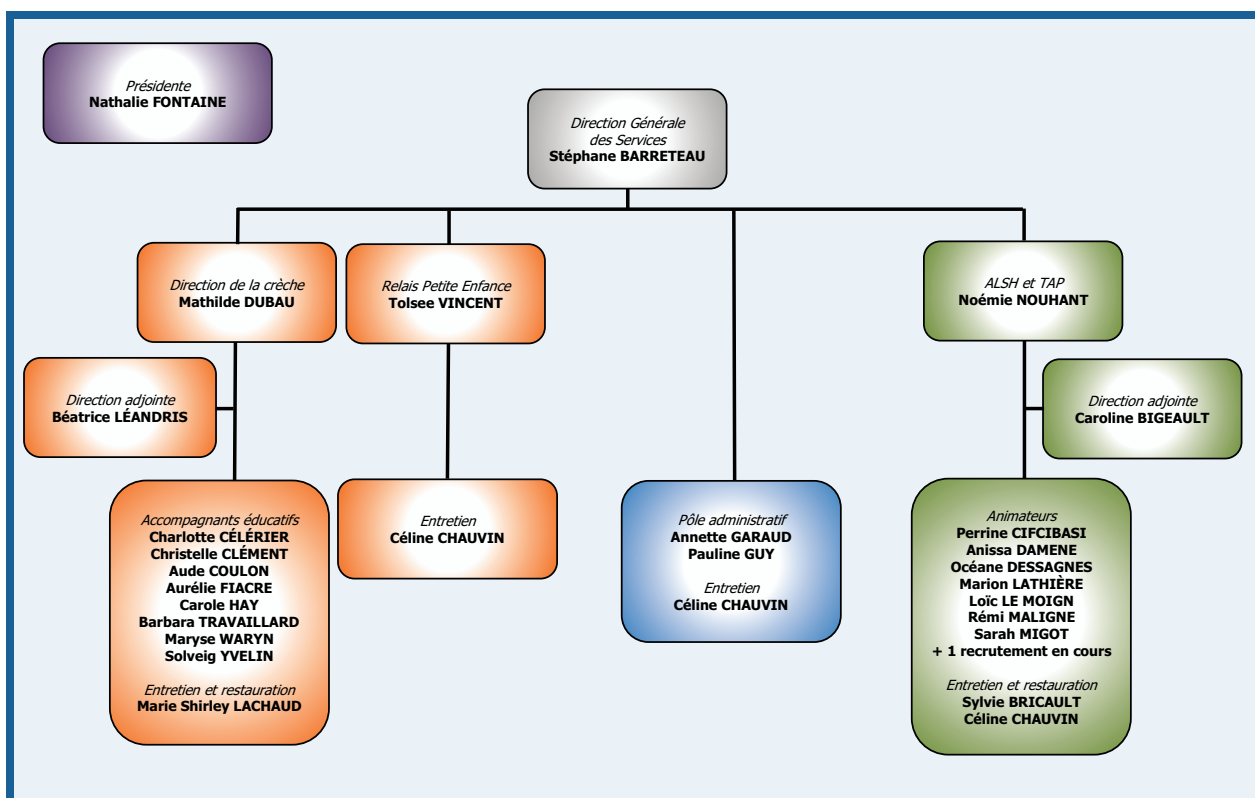 Présidente
Nathalie FONTAINE
Direction Générale
des Services
Stéphane BARRETEAU
Direction de la crèche
Mathilde DUBAU
Relais Petite Enfance
Tolsee VINCENT
ALSH et TAP
Noémie NOUHANT
Direction adjointe
Béatrice LÉANDRIS
Direction adjointe
Caroline BIGEAULT
Accompagnants éducatifs
Charlotte CÉLÉRIER
Christelle CLÉMENT
Aude COULON
Aurélie FIACRE
Carole HAY
Barbara TRAVAILLARD
Maryse WARYN
Solveig YVELIN
Entretien et restauration
Marie Shirley LACHAUD
Entretien
Céline CHAUVIN
Pôle administratif
Annette GARAUD
Pauline GUY
Entretien
Céline CHAUVIN
Animateurs
Perrine CIFCIBASI
Anissa DAMENE
Océane DESSAGNES
Marion LATHIÈRE
Loïc LE MOIGN
Rémi MALIGNE
Sarah MIGOT
+ 1 recrutement en cours
Entretien et restauration
Sylvie BRICAULT
Céline CHAUVIN